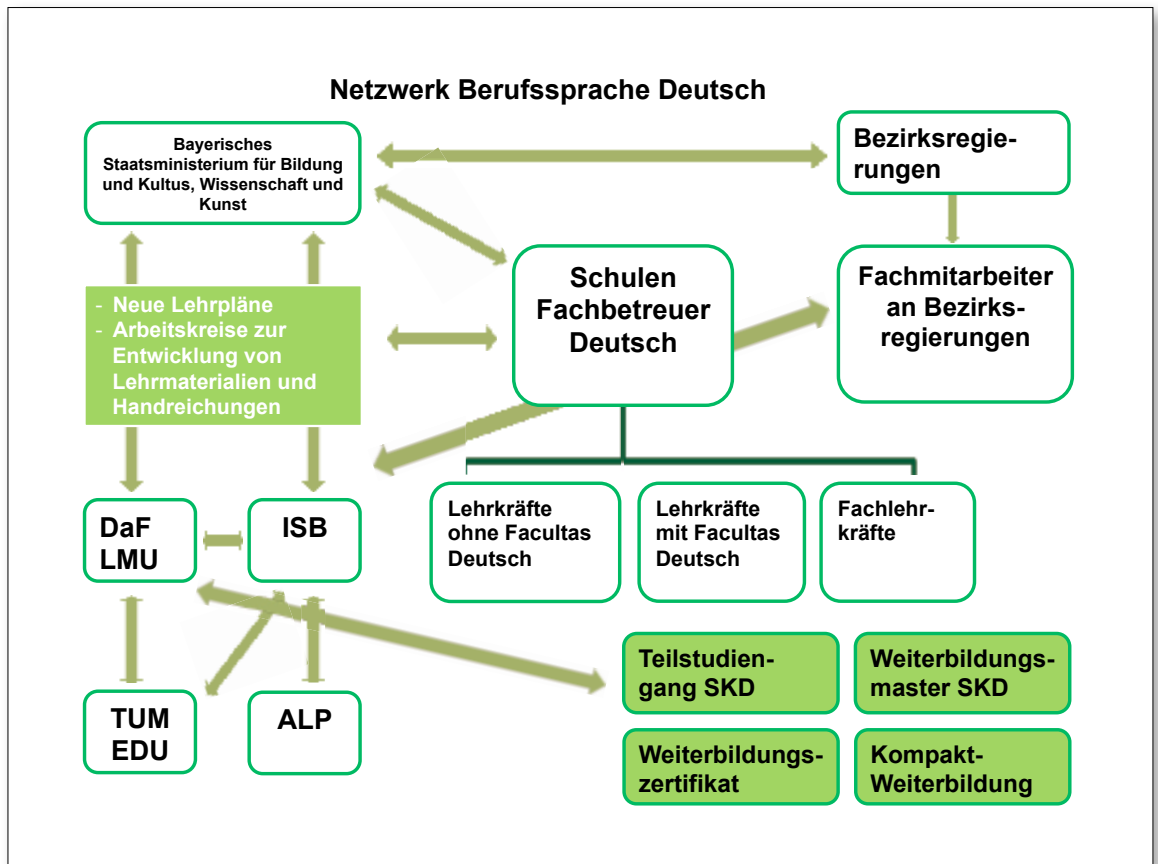 Netzwerk Berufssprache Deutsch
Bayerisches
Staatsministerium für Bildung
und Kultus, Wissenschaft und
Kunst
Bezirksregie-
rungen
Schulen
Fachbetreuer
Deutsch
Fachmitarbeiter
an Bezirks-
regierungen
- Neue Lehrpläne
- Arbeitskreise zur
Entwicklung von
Lehrmaterialien und
Handreichungen
DaF
LMU
ISB
Lehrkräfte
ohne Facultas
Deutsch
Lehrkräfte
mit Facultas
Deutsch
Fachlehr-
kräfte
TUM
EDU
ALP
Teilstudien-
gang SKD
Weiterbildungs-
master SKD
Weiterbildungs-
zertifikat
Kompakt-
Weiterbildung